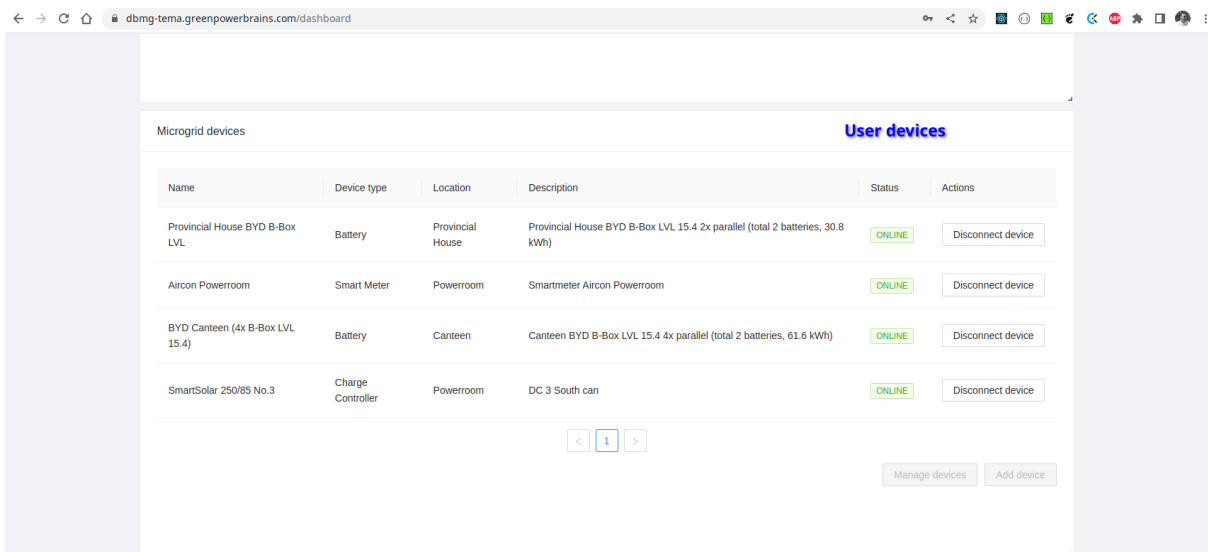 dbmg-tema.greenpowerbrains.com/dashboard
Microgrid devices
User devices
Name Device type Location Description Status Actions
Provincial House BYD B-Box
LVL
Battery
Provincial
House
Provincial House BYD B-Box LVL 15.4 2x parallel (total 2 batteries, 30.8
kWh)
ONLINE
Disconnect device
Aircon Powerroom Smart Meter Powerroom Smartmeter Aircon Powerroom ONLINE Disconnect device
BYD Canteen (4x B-Box LVL
15.4)
Battery Canteen Canteen BYD B-Box LVL 15.4 4x parallel (total 2 batteries, 61.6 kWh) ONLINE Disconnect device
SmartSolar 250/85 No.3
Charge
Controller
Powerroom DC 3 South can ONLINE Disconnect device
< 1 >
Manage devices Add device